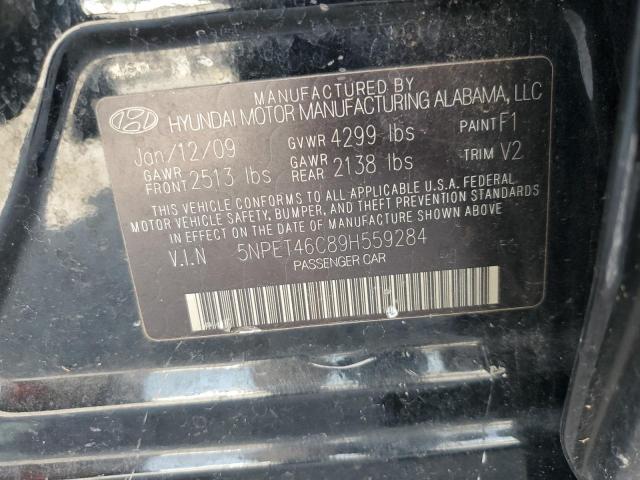 MANUFACTURED BY
HYUNDAI MOTOR MANUFACTURING ALABAMA, LLC
Jan/12/09 GVWR 4299 lbs PAINT F1
GAWR FRONT 2513 lbs GAWR REAR 2138 lbs TRIM V2
THIS VEHICLE CONFORMS TO ALL APPLICABLE U.S.A. FEDERAL
MOTOR VEHICLE SAFETY, BUMPER, AND THEFT PREVENTION STANDARDS
IN EFFECT ON THE DATE OF MANUFACTURE SHOWN ABOVE
V.I.N 5NPET46C89H559284
PASSENGER CAR